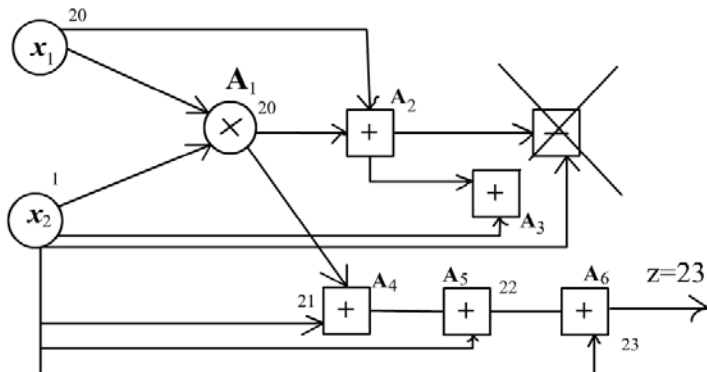 20
x₁
A₁
20
A₂
+
×
−
1
x₂
+
A₃
21
A₄
+
A₅
+
22
A₆
+
z=23
23